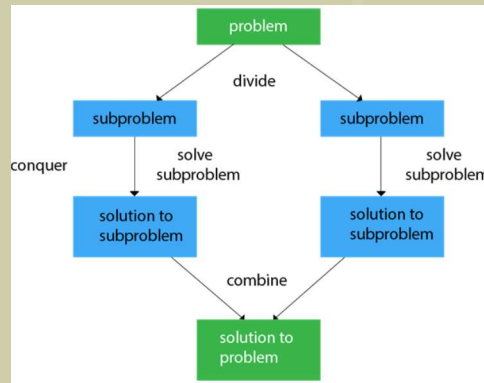 problem
divide
subproblem
subproblem
conquer
solve
subproblem
solve
subproblem
solution to
subproblem
solution to
subproblem
combine
solution to
problem